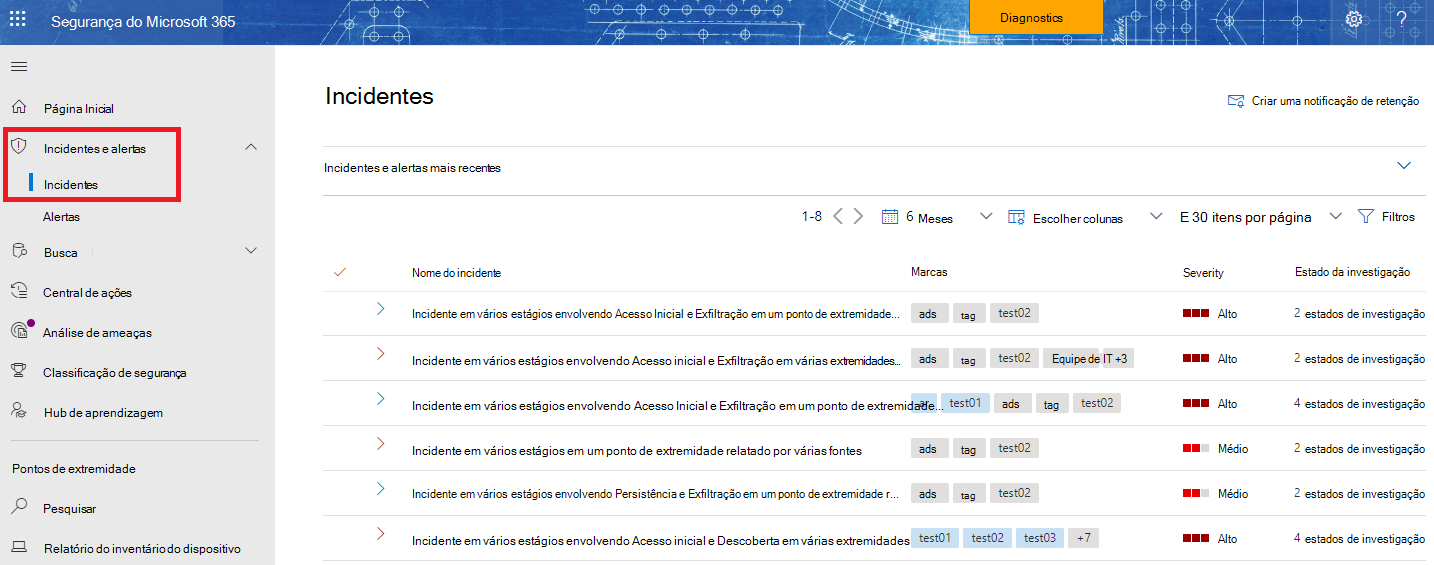 Segurança do Microsoft 365
Diagnostics
?
Página Inicial
Incidentes e alertas
Incidentes
Alertas
Busca
Central de ações
Análise de ameaças
Classificação de segurança
Hub de aprendizagem
Pontos de extremidade
Pesquisar
Relatório do inventário do dispositivo
Incidentes
Criar uma notificação de retenção
Incidentes e alertas mais recentes
1-8 6 Meses Escolher colunas E 30 itens por página Filtros
Nome do incidente Marcas Severity Estado da investigação
Incidente em vários estágios envolvendo Acesso Inicial e Exfiltração em um ponto de extremidade... ads tag test02 Alto 2 estados de investigação
Incidente em vários estágios envolvendo Acesso inicial e Exfiltração em várias extremidades... ads tag test02 Equipe de IT +3 Alto 2 estados de investigação
Incidente em vários estágios envolvendo Acesso Inicial e Exfiltração em um ponto de extremidade... test01 ads tag test02 Alto 4 estados de investigação
Incidente em vários estágios em um ponto de extremidade relatado por várias fontes ads tag test02 Médio 2 estados de investigação
Incidente em vários estágios envolvendo Persistência e Exfiltração em um ponto de extremidade r... ads tag test02 Médio 2 estados de investigação
Incidente em vários estágios envolvendo Acesso inicial e Descoberta em várias extremidades test01 test02 test03 +7 Alto 4 estados de investigação